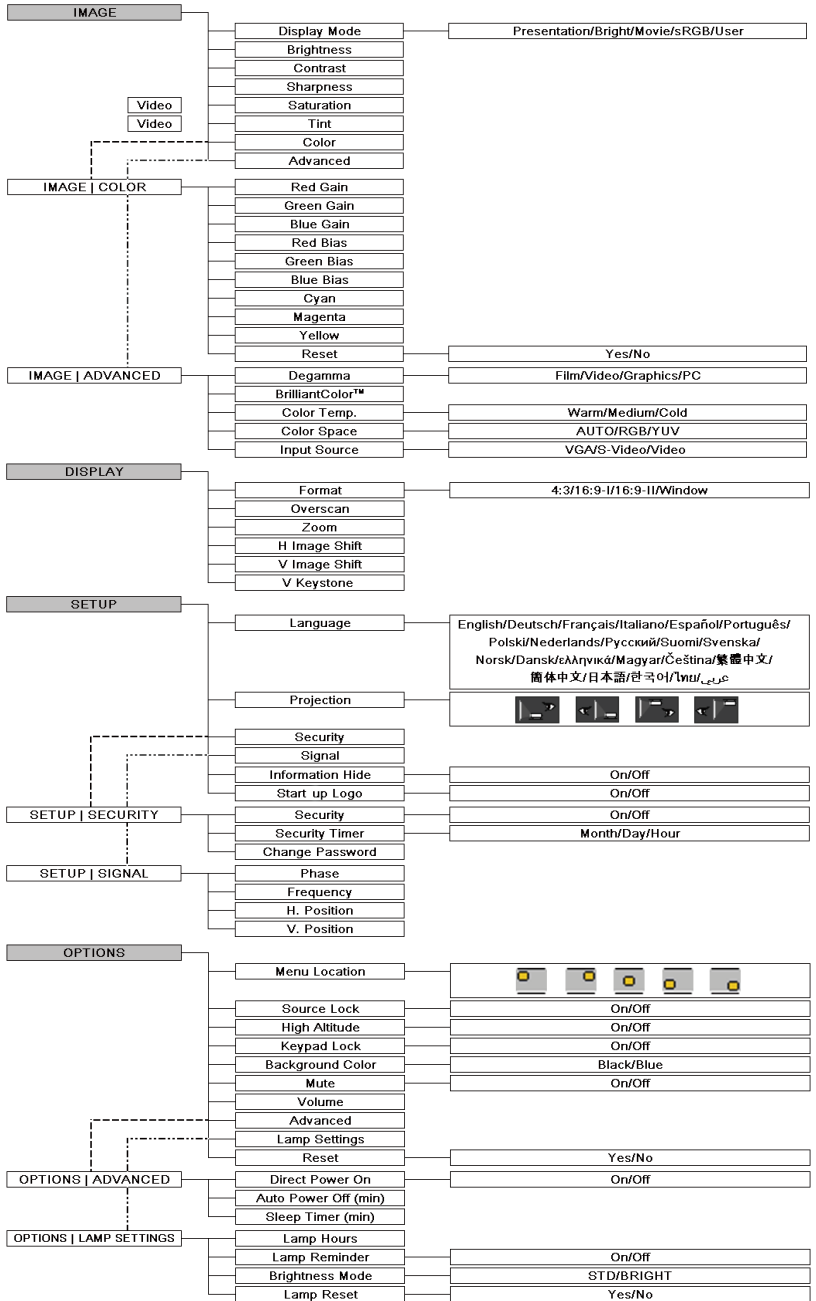 IMAGE
Display Mode Presentation/Bright/Movie/sRGB/User
Brightness
Contrast
Sharpness
Video Saturation
Video Tint
Color
Advanced
IMAGE | COLOR Red Gain
Green Gain
Blue Gain
Red Bias
Green Bias
Blue Bias
Cyan
Magenta
Yellow
Reset Yes/No
IMAGE | ADVANCED Degamma Film/Video/Graphics/PC
BrilliantColor™
Color Temp. Warm/Medium/Cold
Color Space AUTO/RGB/YUV
Input Source VGA/S-Video/Video
DISPLAY
Format 4:3/16:9-I/16:9-II/Window
Overscan
Zoom
H Image Shift
V Image Shift
V Keystone
SETUP
Language English/Deutsch/Français/Italiano/Español/Português/
Polski/Nederlands/Русский/Suomi/Svenska/
Norsk/Dansk/ελληνικά/Magyar/Čeština/繁體中文/
简体中文/日本語/한국어/ไทย/عربي
Projection
Security
Signal
Information Hide On/Off
Start up Logo On/Off
SETUP | SECURITY Security On/Off
Security Timer Month/Day/Hour
Change Password
SETUP | SIGNAL Phase
Frequency
H. Position
V. Position
OPTIONS
Menu Location
Source Lock On/Off
High Altitude On/Off
Keypad Lock On/Off
Background Color Black/Blue
Mute On/Off
Volume
Advanced
Lamp Settings
Reset Yes/No
OPTIONS | ADVANCED Direct Power On On/Off
Auto Power Off (min)
Sleep Timer (min)
OPTIONS | LAMP SETTINGS Lamp Hours
Lamp Reminder On/Off
Brightness Mode STD/BRIGHT
Lamp Reset Yes/No